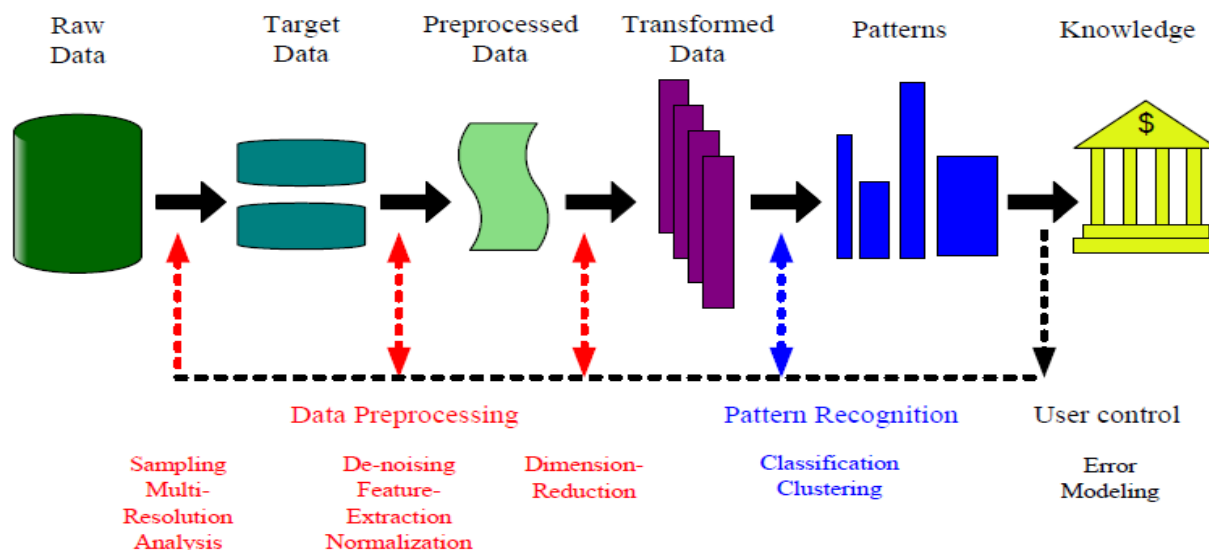 Raw
Data
Target
Data
Preprocessed
Data
Transformed
Data
Patterns
Knowledge
$
Data Preprocessing
Pattern Recognition
User control
Sampling
Multi-
Resolution
Analysis
De-noising
Feature-
Extraction
Normalization
Dimension-
Reduction
Classification
Clustering
Error
Modeling